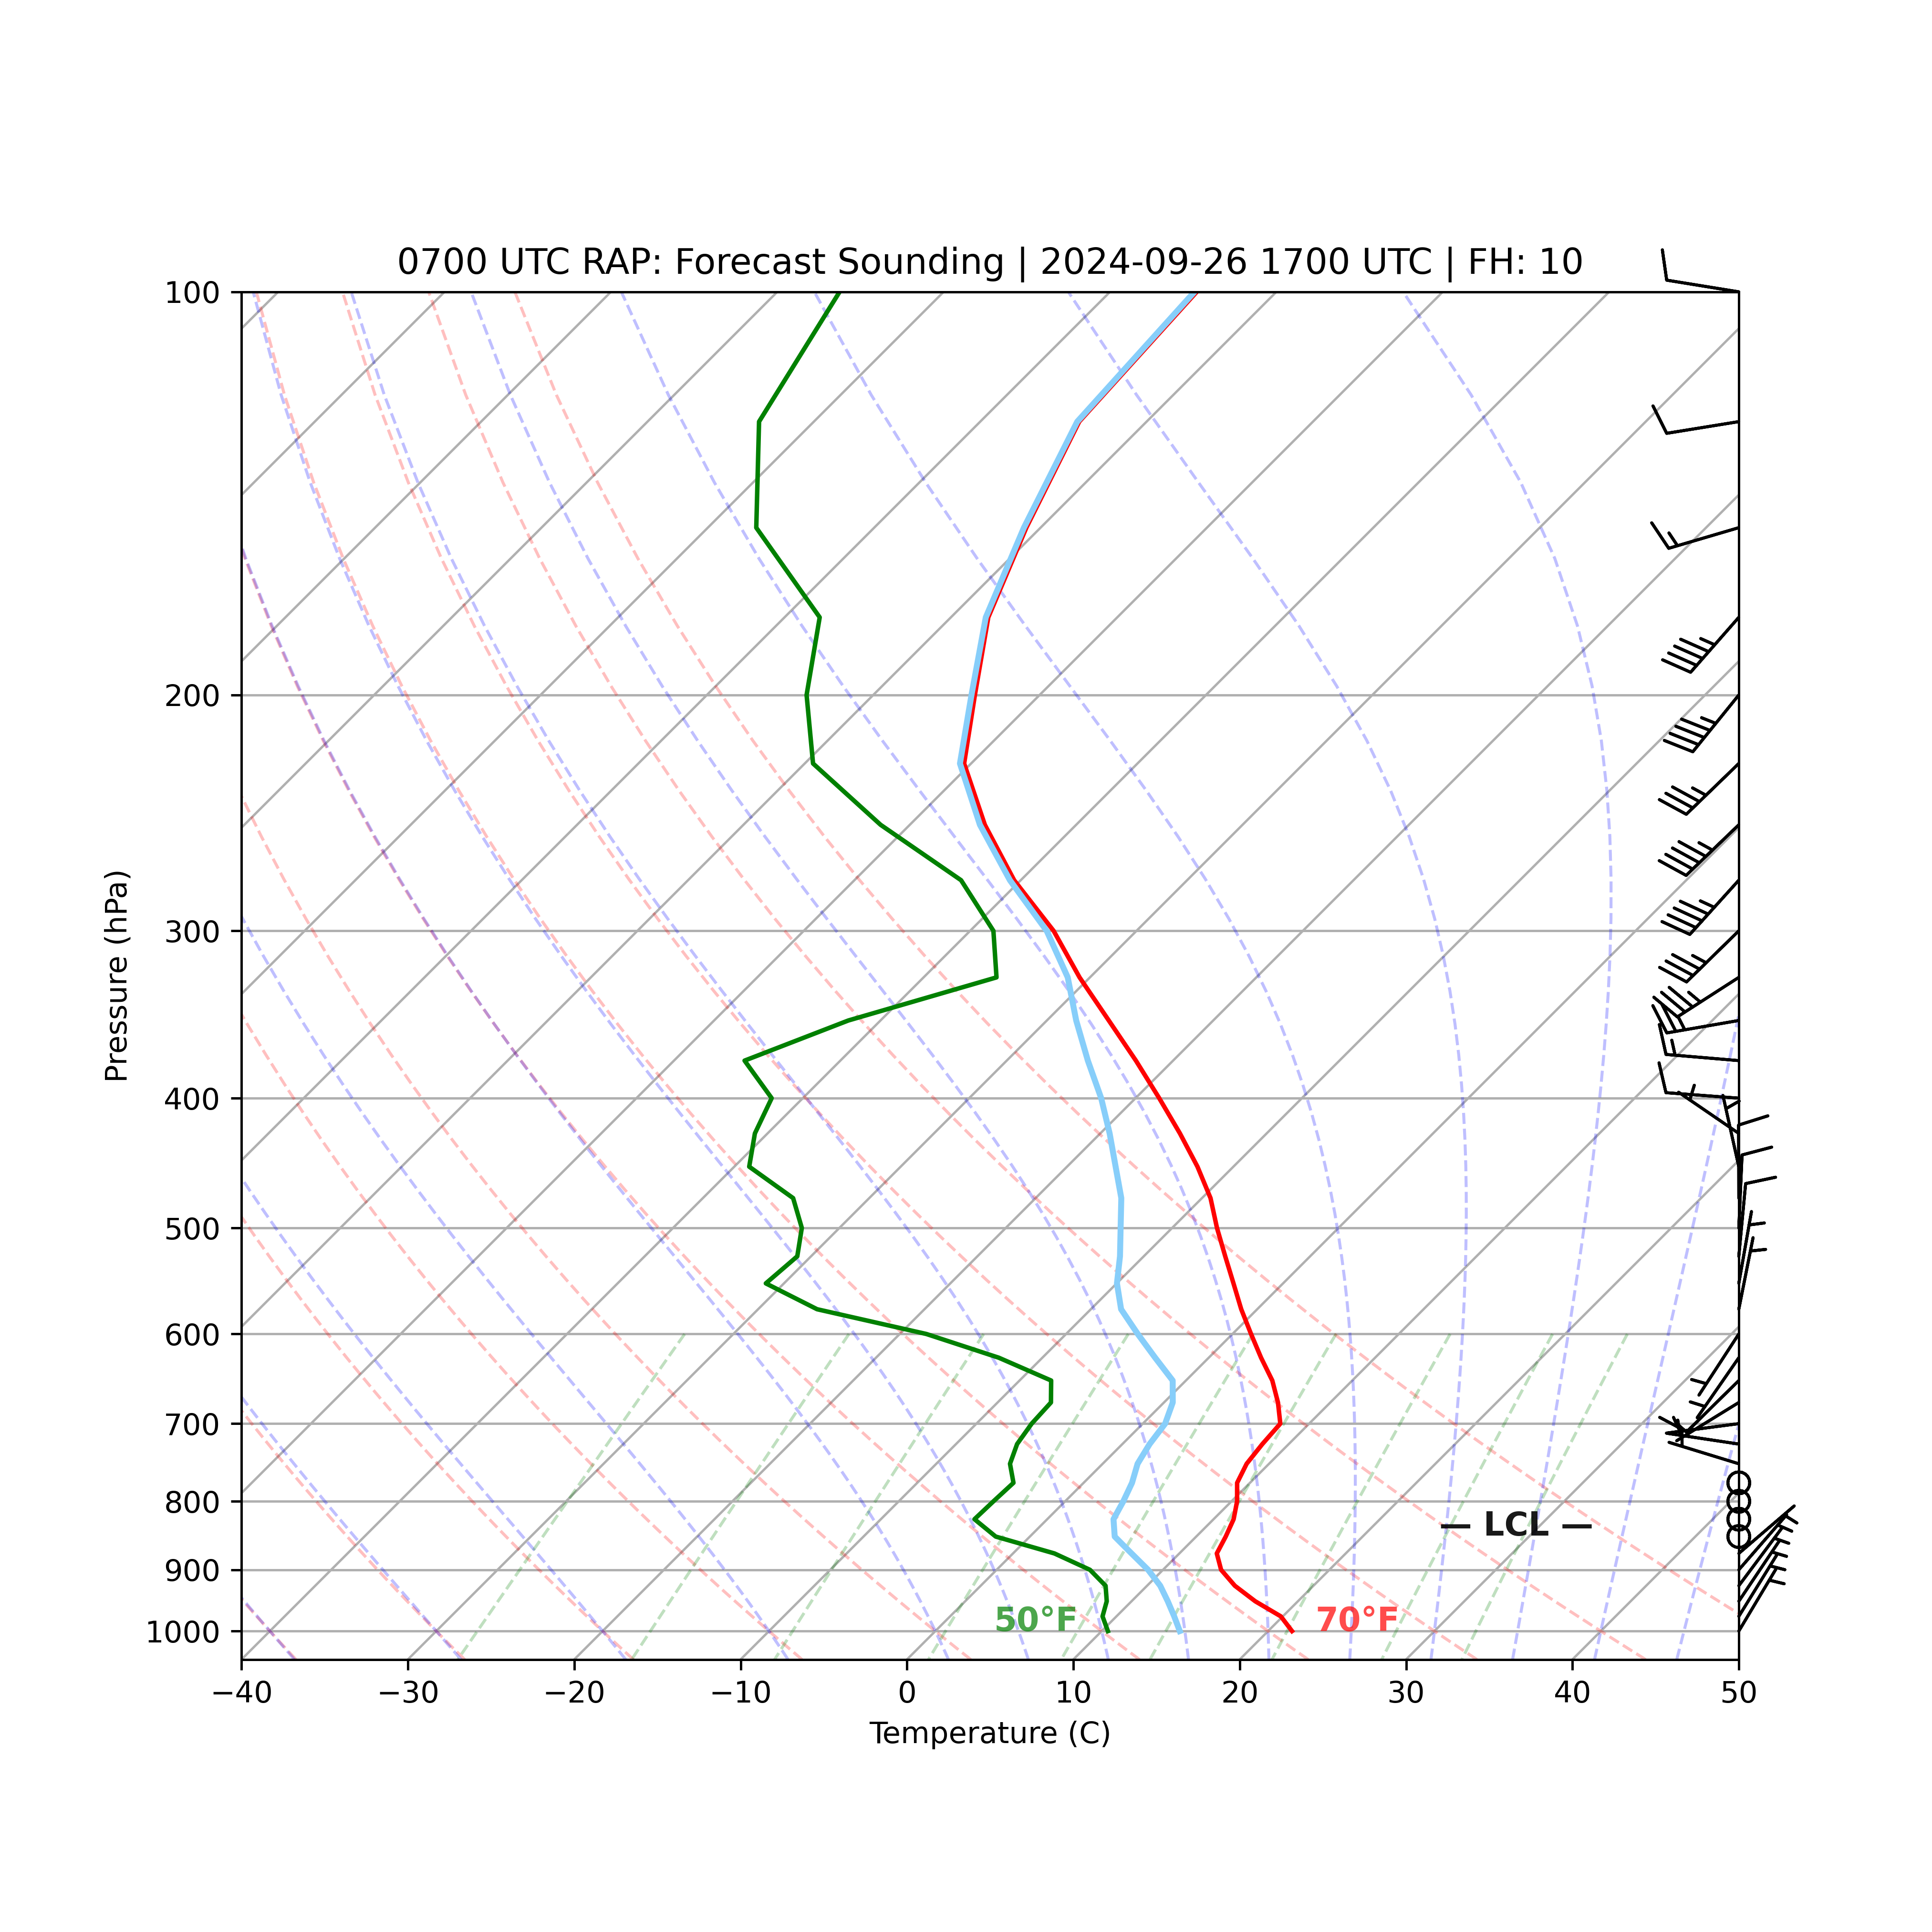 0700 UTC RAP: Forecast Sounding | 2024-09-26 1700 UTC | FH: 10
100
200
300
400
500
600
700
800
900
1000
Pressure (hPa)
— LCL —
50°F
70°F
−40 −30 −20 −10 0 10 20 30 40 50
Temperature (C)